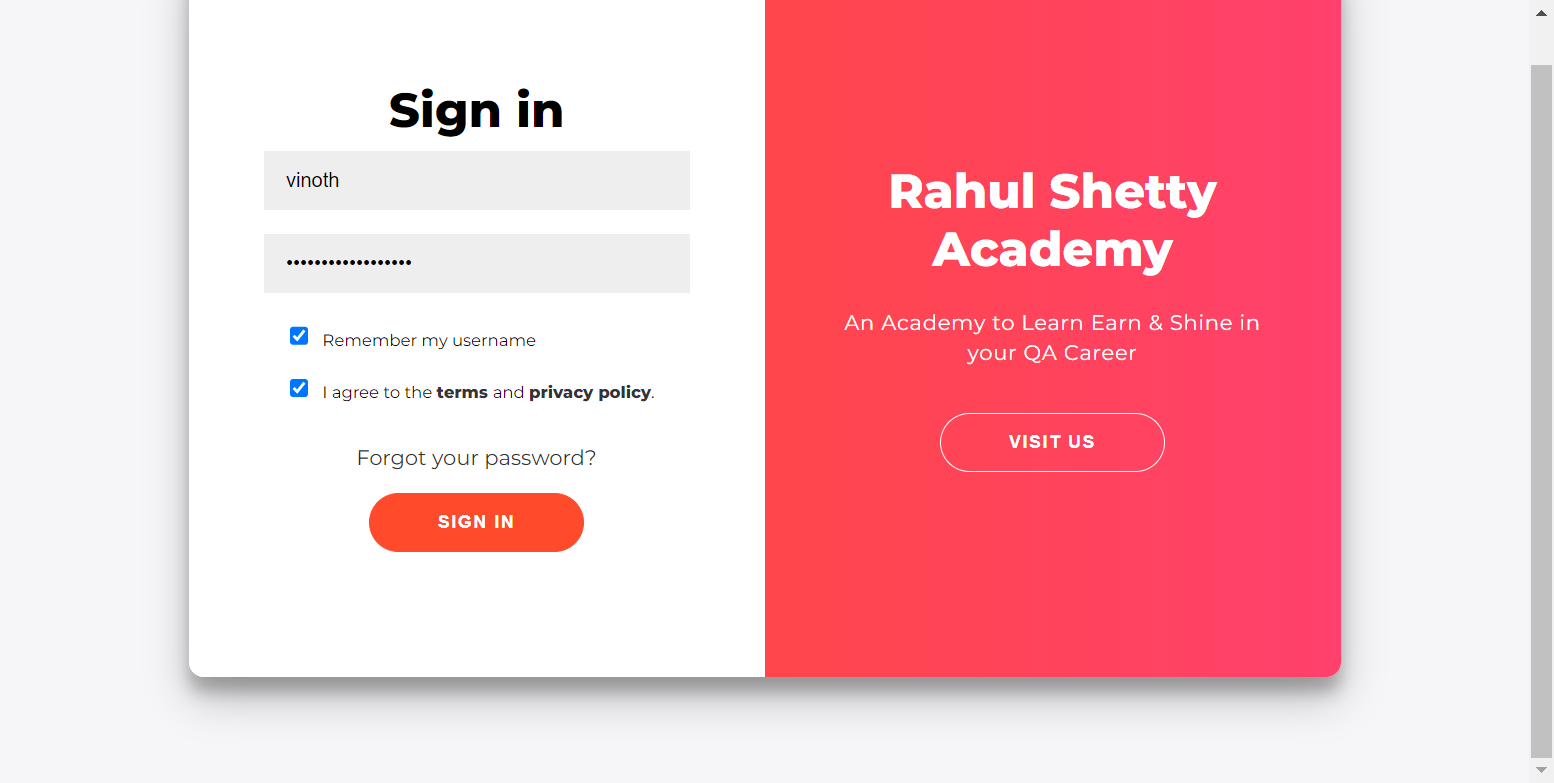 Sign in
vinoth
••••••••••••••••••
Remember my username
I agree to the terms and privacy policy.
Forgot your password?
SIGN IN
Rahul Shetty
Academy
An Academy to Learn Earn & Shine in
your QA Career
VISIT US